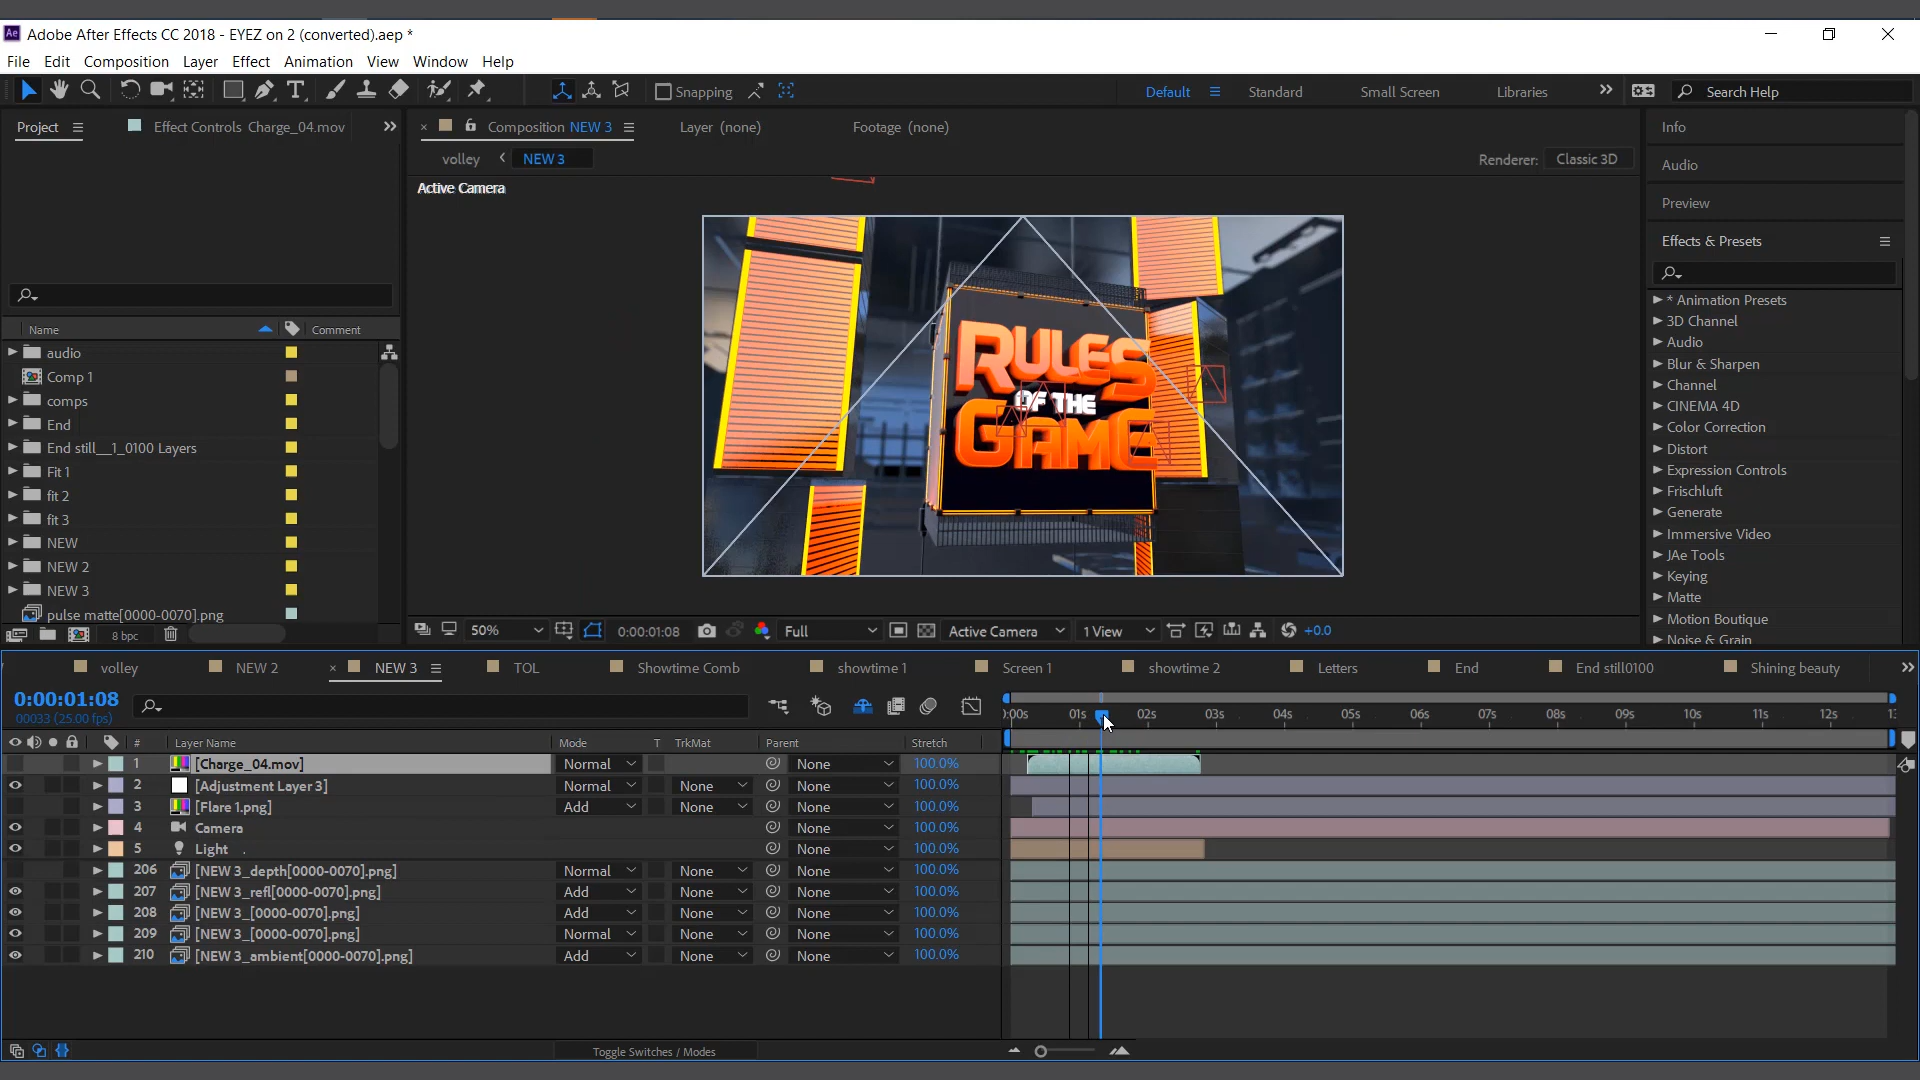 Ae Adobe After Effects CC 2018 - EYEZ on 2 (converted).aep *
File Edit Composition Layer Effect Animation View Window Help
Snapping Default Standard Small Screen Libraries Search Help
Project Effect Controls Charge_04.mov
Composition NEW 3 Layer (none) Footage (none)
volley NEW 3 Renderer: Classic 3D
Active Camera
RULES
OF THE
GAME
Name Comment
audio
Comp 1
comps
End
End still__1_0100 Layers
Fit 1
fit 2
fit 3
NEW
NEW 2
NEW 3
pulse matte[0000-0070].png
8 bpc
50% 0:00:01:08 Full Active Camera 1 View +0.0
Info
Audio
Preview
Effects & Presets
* Animation Presets
3D Channel
Audio
Blur & Sharpen
Channel
CINEMA 4D
Color Correction
Distort
Expression Controls
Frischluft
Generate
Immersive Video
JAe Tools
Keying
Matte
Motion Boutique
Noise & Grain
volley NEW 2 × NEW 3 TOL Showtime Comb showtime 1 Screen 1 showtime 2 Letters End End still0100 Shining beauty
0:00:01:08
00033 (25.00 fps)
:00s 01s 02s 03s 04s 05s 06s 07s 08s 09s 10s 11s 12s 13
# Layer Name Mode T TrkMat Parent Stretch
1 [Charge_04.mov] Normal None 100.0%
2 [Adjustment Layer 3] Normal None None 100.0%
3 [Flare 1.png] Add None None 100.0%
4 Camera None 100.0%
5 Light . None 100.0%
206 [NEW 3_depth[0000-0070].png] Normal None None 100.0%
207 [NEW 3_refl[0000-0070].png] Add None None 100.0%
208 [NEW 3_[0000-0070].png] Add None None 100.0%
209 [NEW 3_[0000-0070].png] Normal None None 100.0%
210 [NEW 3_ambient[0000-0070].png] Add None None 100.0%
Toggle Switches / Modes